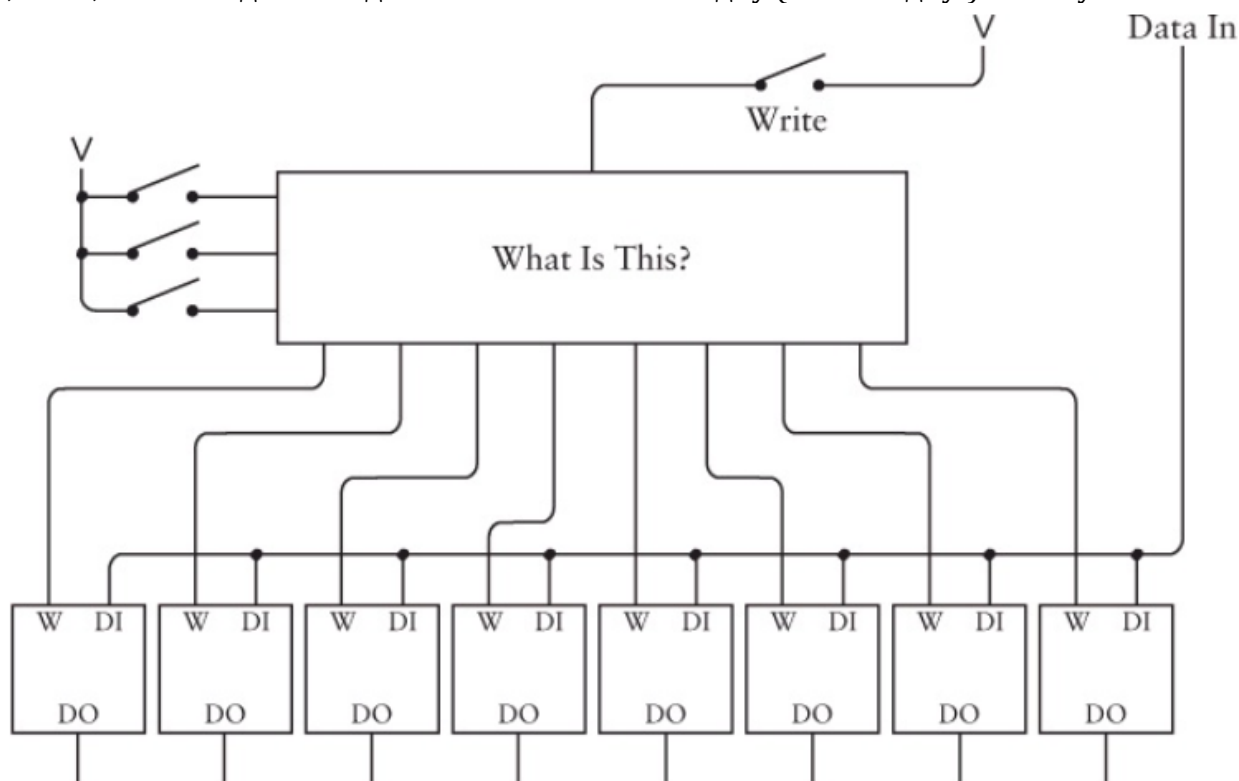 V
Data In
Write
V
What Is This?
W DI W DI W DI W DI W DI W DI W DI W DI
DO DO DO DO DO DO DO DO